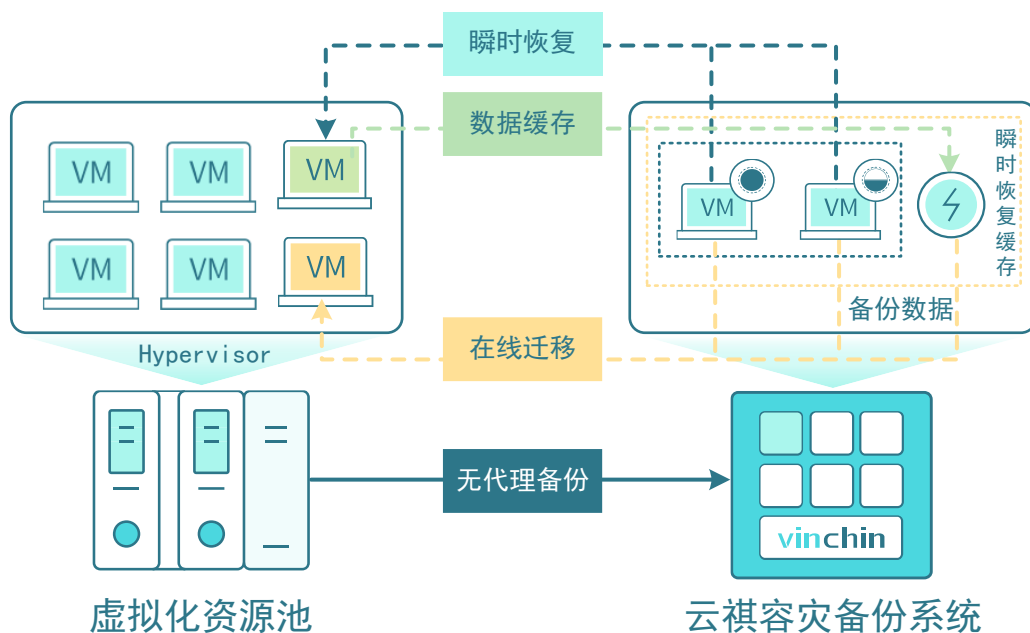 瞬时恢复
数据缓存
VM
VM
VM
VM
VM
VM
VM
VM
瞬时恢复缓存
备份数据
Hypervisor
在线迁移
无代理备份
vinchin
虚拟化资源池
云祺容灾备份系统